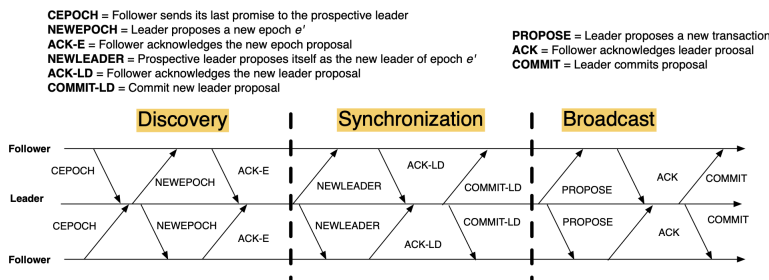 CEPOCH = Follower sends its last promise to the prospective leader
NEWEPOCH = Leader proposes a new epoch e'
ACK-E = Follower acknowledges the new epoch proposal
NEWLEADER = Prospective leader proposes itself as the new leader of epoch e'
ACK-LD = Follower acknowledges the new leader proposal
COMMIT-LD = Commit new leader proposal
PROPOSE = Leader proposes a new transaction
ACK = Follower acknowledges leader proosal
COMMIT = Leader commits proposal
Discovery
Synchronization
Broadcast
Follower
CEPOCH
NEWEPOCH
ACK-E
NEWLEADER
ACK-LD
COMMIT-LD
PROPOSE
ACK
COMMIT
Leader
CEPOCH
NEWEPOCH
ACK-E
NEWLEADER
ACK-LD
COMMIT-LD
PROPOSE
ACK
COMMIT
Follower